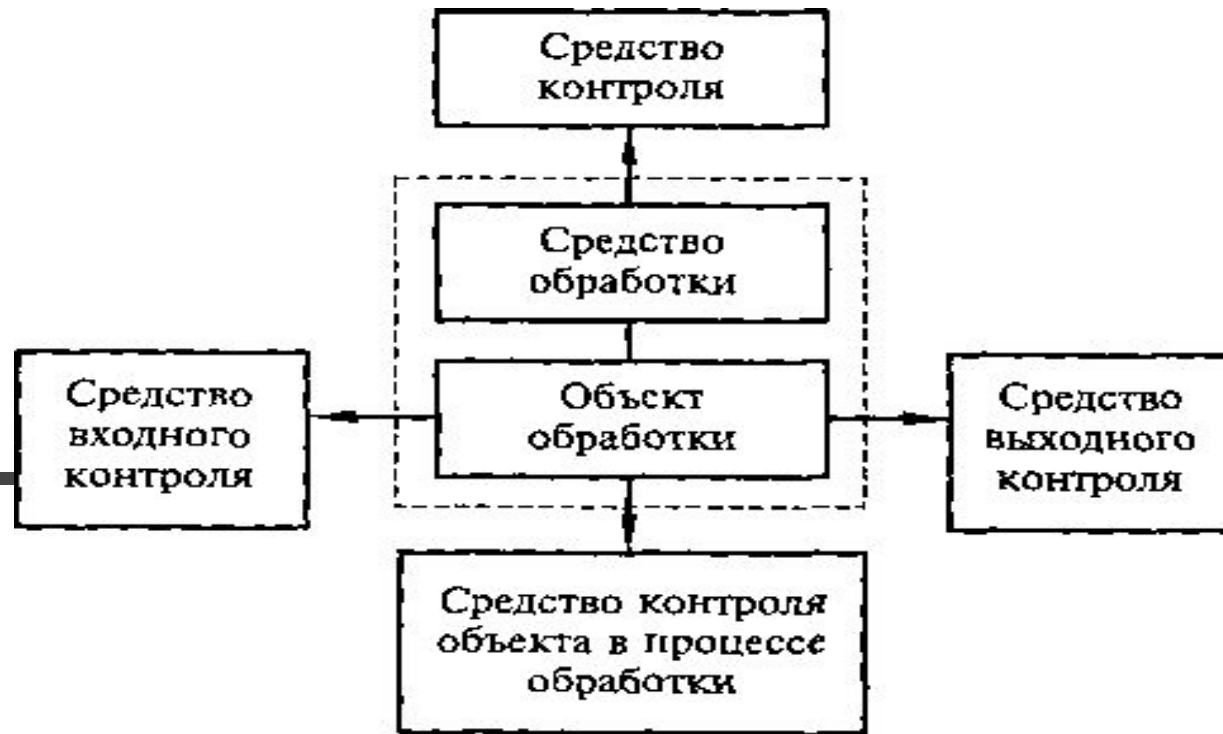 Средство
контроля
Средство
обработки
Средство
входного
контроля
Объект
обработки
Средство
выходного
контроля
Средство контроля
объекта в процессе
обработки